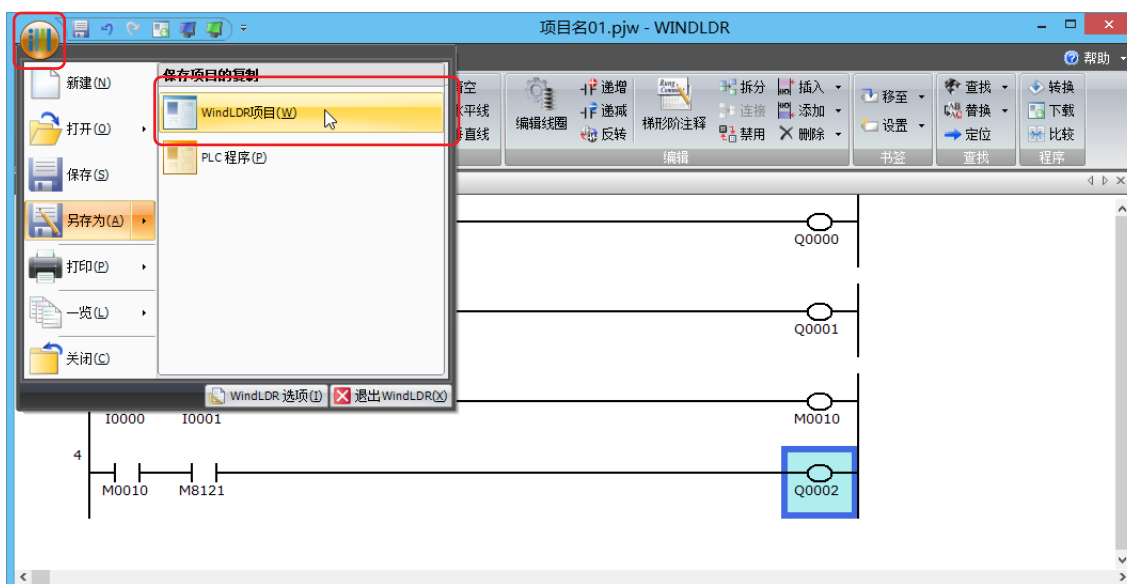 项目名01.pjw - WINDLDR
帮助
新建(N)
打开(O)
保存(S)
另存为(A)
打印(P)
一览(L)
关闭(C)
保存项目的复制
WindLDR项目(W)
PLC 程序(P)
WindLDR 选项(I)
退出WindLDR(X)
平线
直线
编辑线圈
递增
递减
反转
Rung Comment
梯形阶注释
拆分
连接
禁用
插入
添加
删除
编辑
移至
设置
书签
查找
替换
定位
查找
转换
下载
比较
程序
Q0000
Q0001
I0000 I0001 M0010
4
M0010 M8121 Q0002